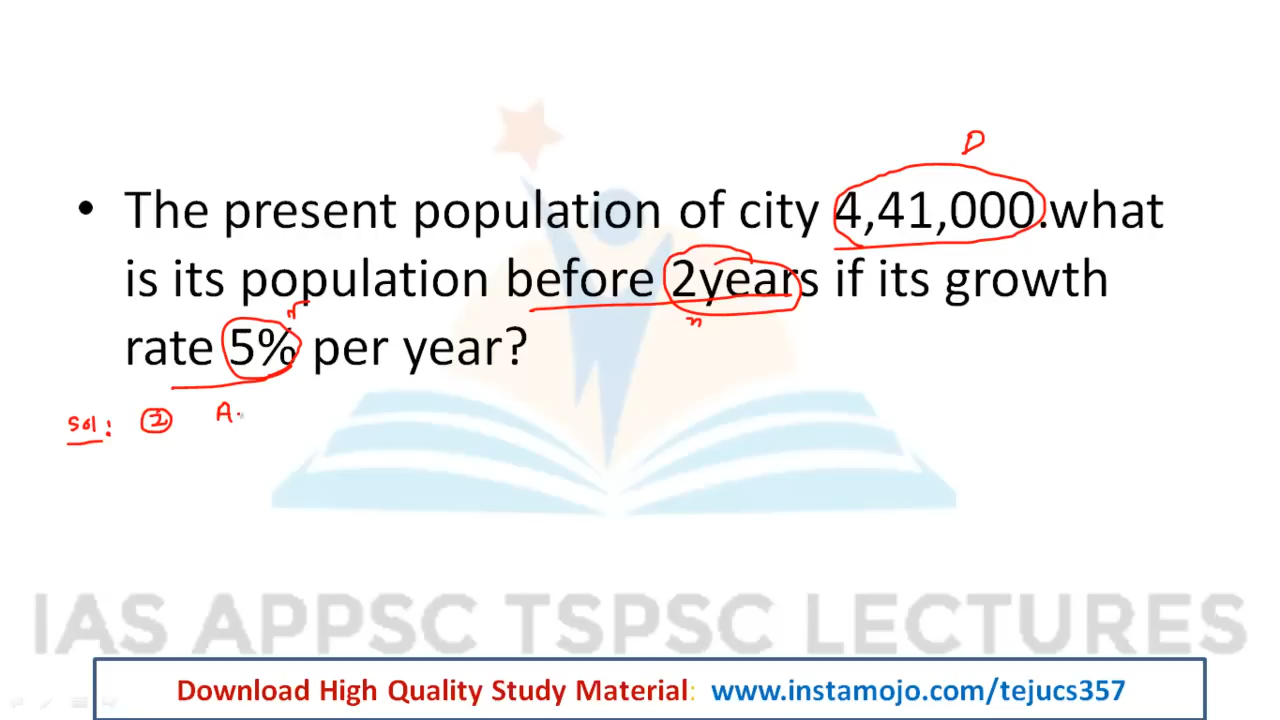 P
• The present population of city 4,41,000.what
is its population before 2years if its growth
n
r
rate 5% per year?
Sol: 2 A.
IAS APPSC TSPSC LECTURES
Download High Quality Study Material: www.instamojo.com/tejucs357